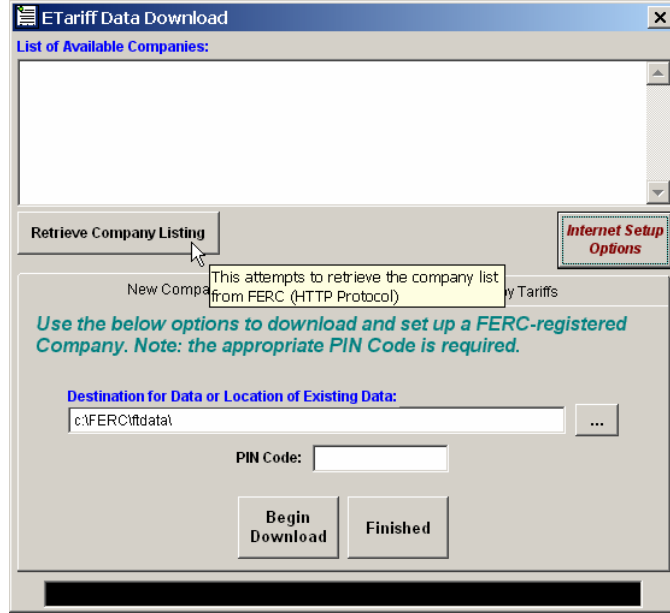 ETariff Data Download
List of Available Companies:
Retrieve Company Listing
Internet Setup
Options
This attempts to retrieve the company list
from FERC (HTTP Protocol)
New
Tariffs
Use the below options to download and set up a FERC-registered
Company. Note: the appropriate PIN Code is required.
Destination for Data or Location of Existing Data:
c:\FERC\ftdata\
...
PIN Code:
Begin
Download
Finished